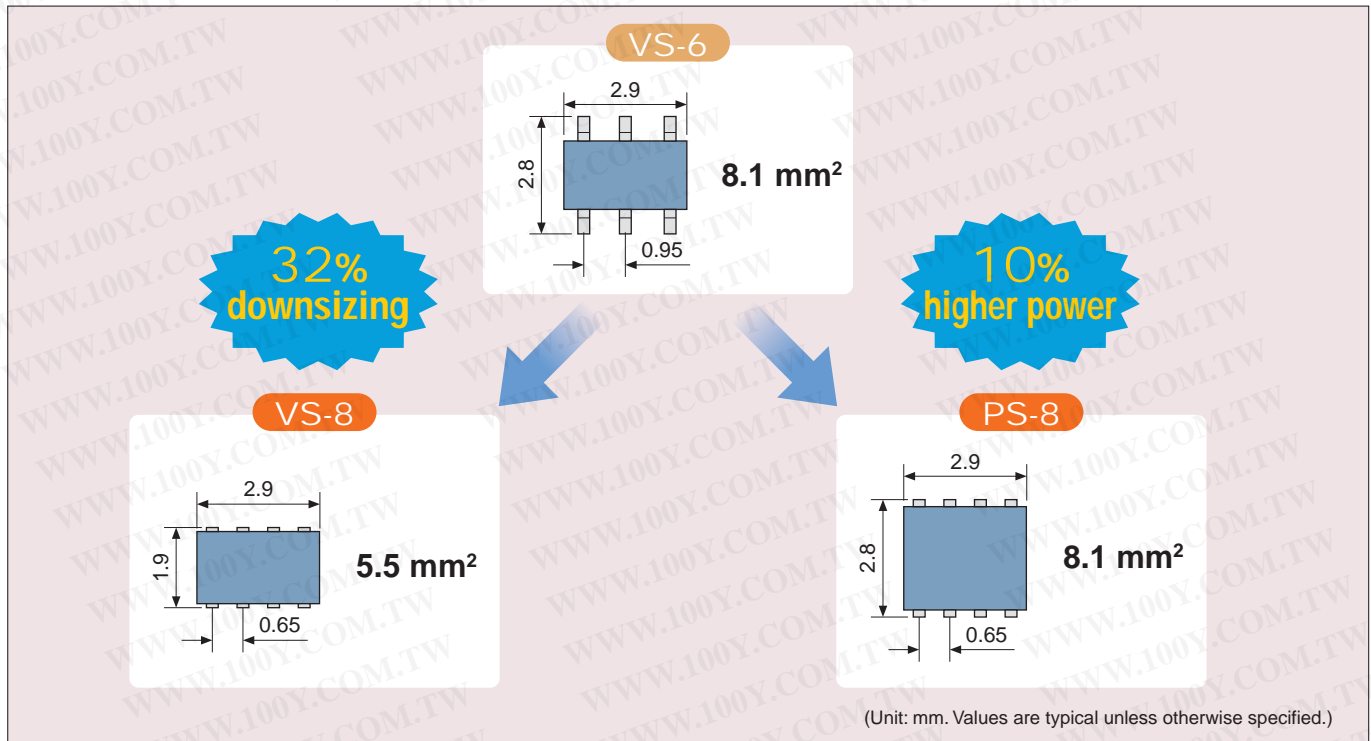 VS-6
2.9
2.8
8.1 mm²
0.95
32%
downsizing
10%
higher power
VS-8
2.9
1.9
5.5 mm²
0.65
PS-8
2.9
2.8
8.1 mm²
0.65
(Unit: mm. Values are typical unless otherwise specified.)
WWW.100Y.COM.TW